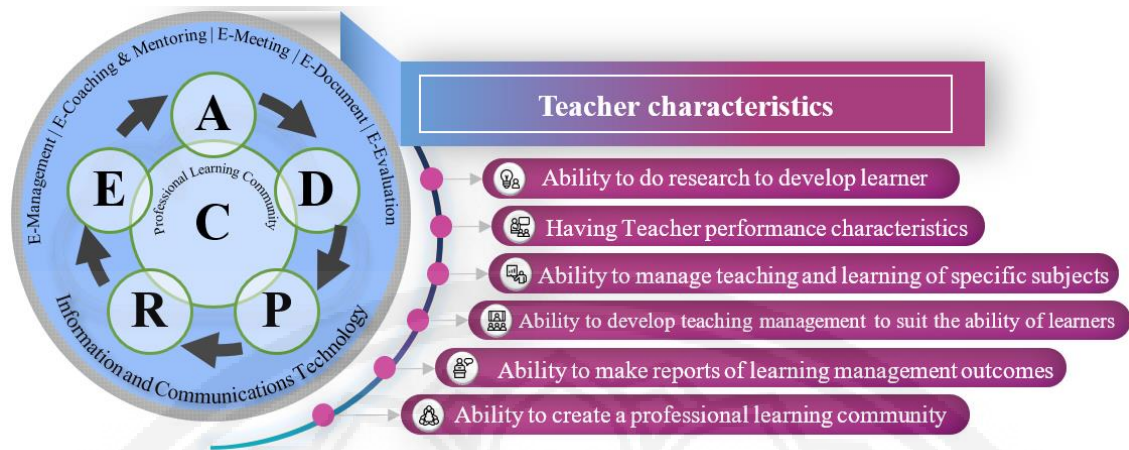 E-Management | E-Coaching & Mentoring | E-Meeting | E-Document | E-Evaluation
A
E
D
Professional Learning Community
C
R
P
Information and Communications Technology
Teacher characteristics
Ability to do research to develop learner
Having Teacher performance characteristics
Ability to manage teaching and learning of specific subjects
Ability to develop teaching management to suit the ability of learners
Ability to make reports of learning management outcomes
Ability to create a professional learning community